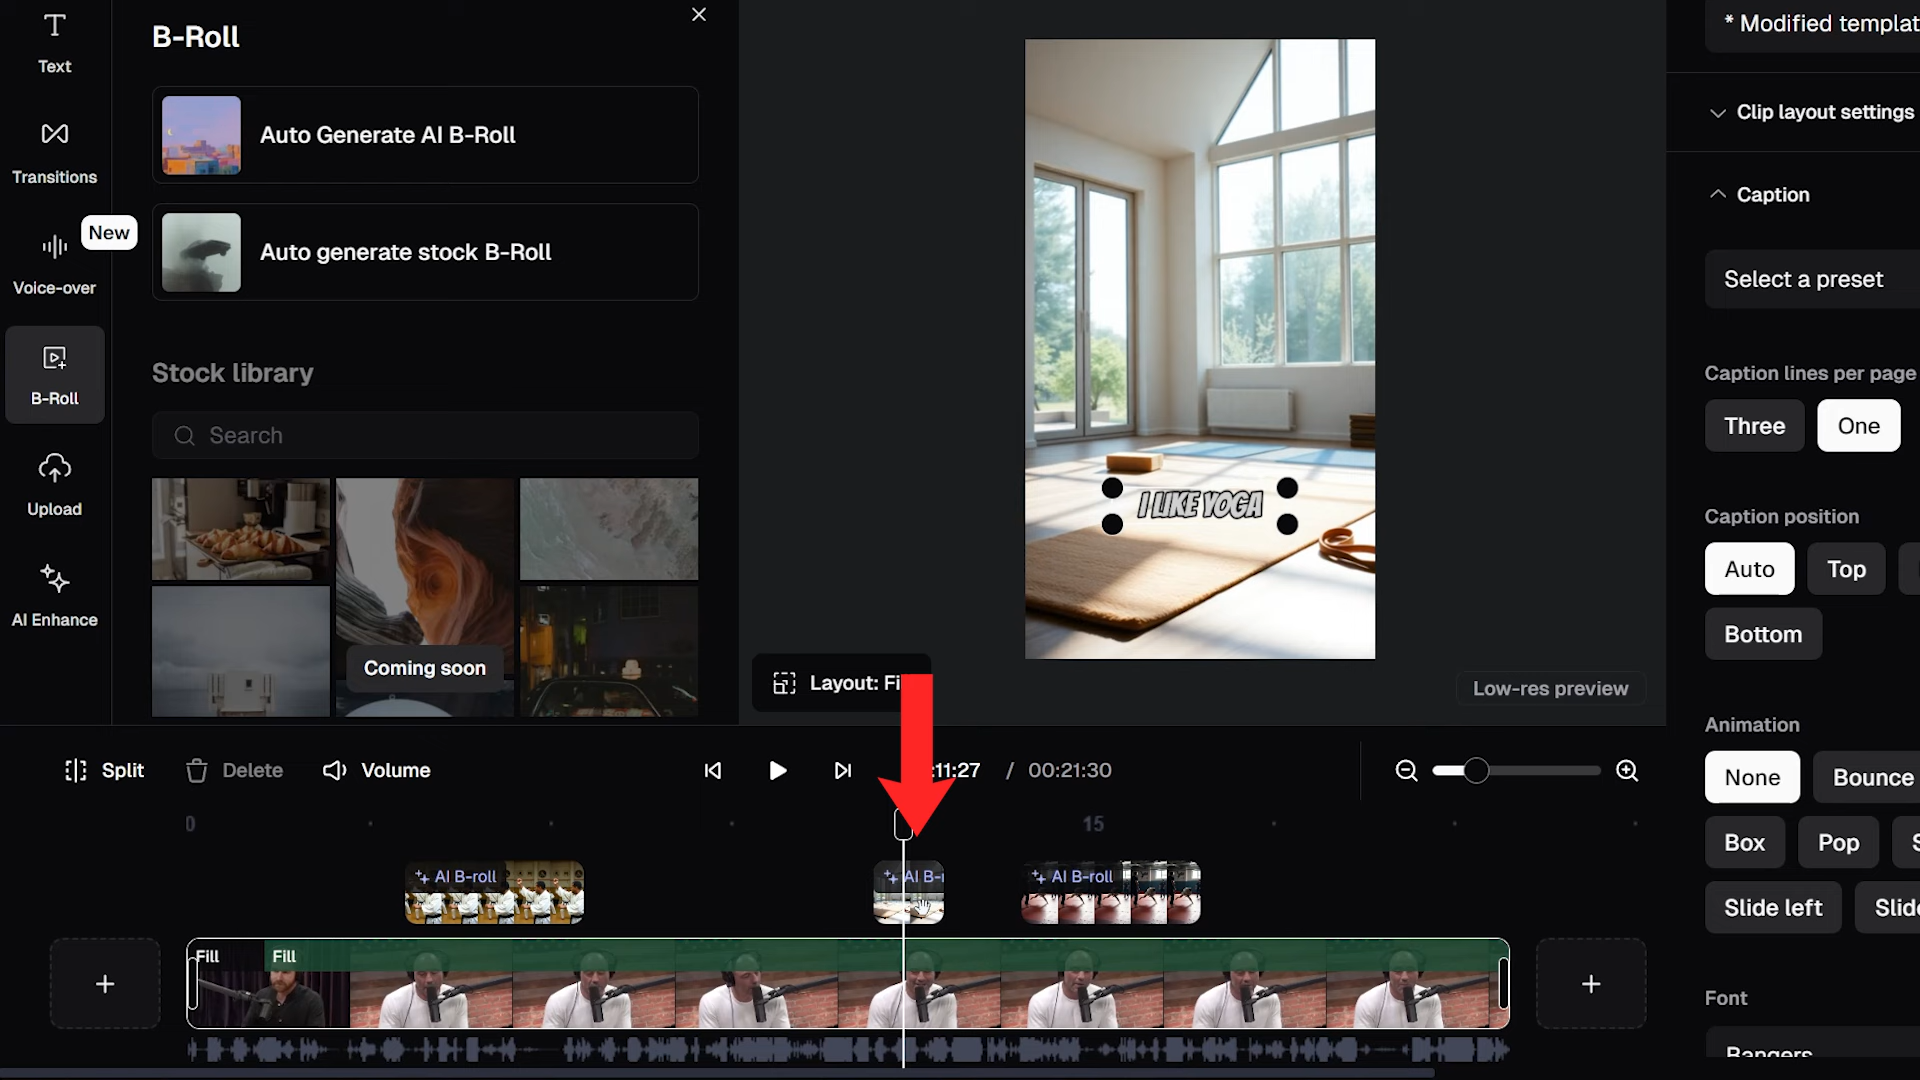 Text
Transitions
New
Voice-over
B-Roll
Upload
AI Enhance
B-Roll
Auto Generate AI B-Roll
Auto generate stock B-Roll
Stock library
Search
Coming soon
I LIKE YOGA
Layout: Fi
Low-res preview
* Modified templat
Clip layout settings
Caption
Select a preset
Caption lines per page
Three One
Caption position
Auto Top
Bottom
Animation
None Bounce
Box Pop S
Slide left Slide
Font
Bangers
Split Delete Volume
:11:27 / 00:21:30
0 15
AI B-roll AI B-r AI B-roll
Fill Fill